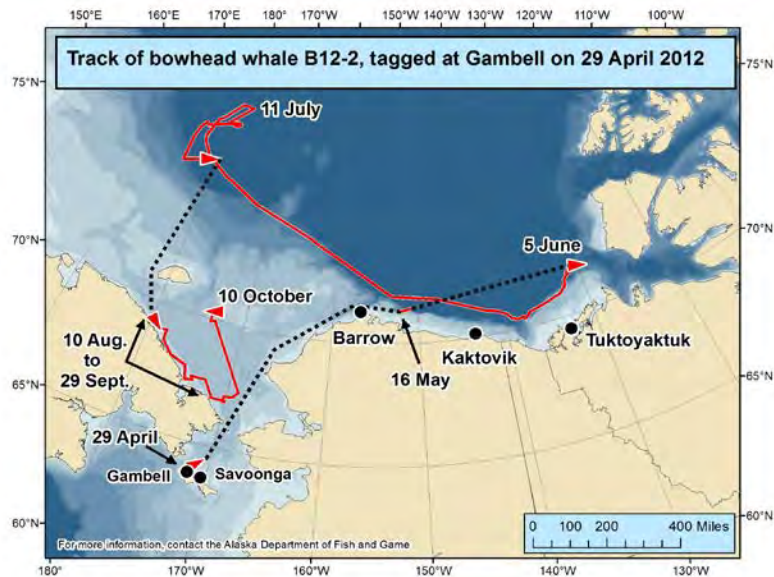 150°E 160°E 170°E 180° 170°W 160°W 150°W 140°W 130°W 120°W 110°W 100°W
Track of bowhead whale B12-2, tagged at Gambell on 29 April 2012
75°N 75°N
11 July
70°N 70°N
5 June
10 October
10 Aug.
to
29 Sept.
Barrow
Kaktovik
Tuktoyaktuk
16 May
65°N 65°N
29 April
Gambell
Savoonga
60°N 60°N
0 100 200 400 Miles
For more information, contact the Alaska Department of Fish and Game
180 170°W 160°W 150°W 140°W 130°W